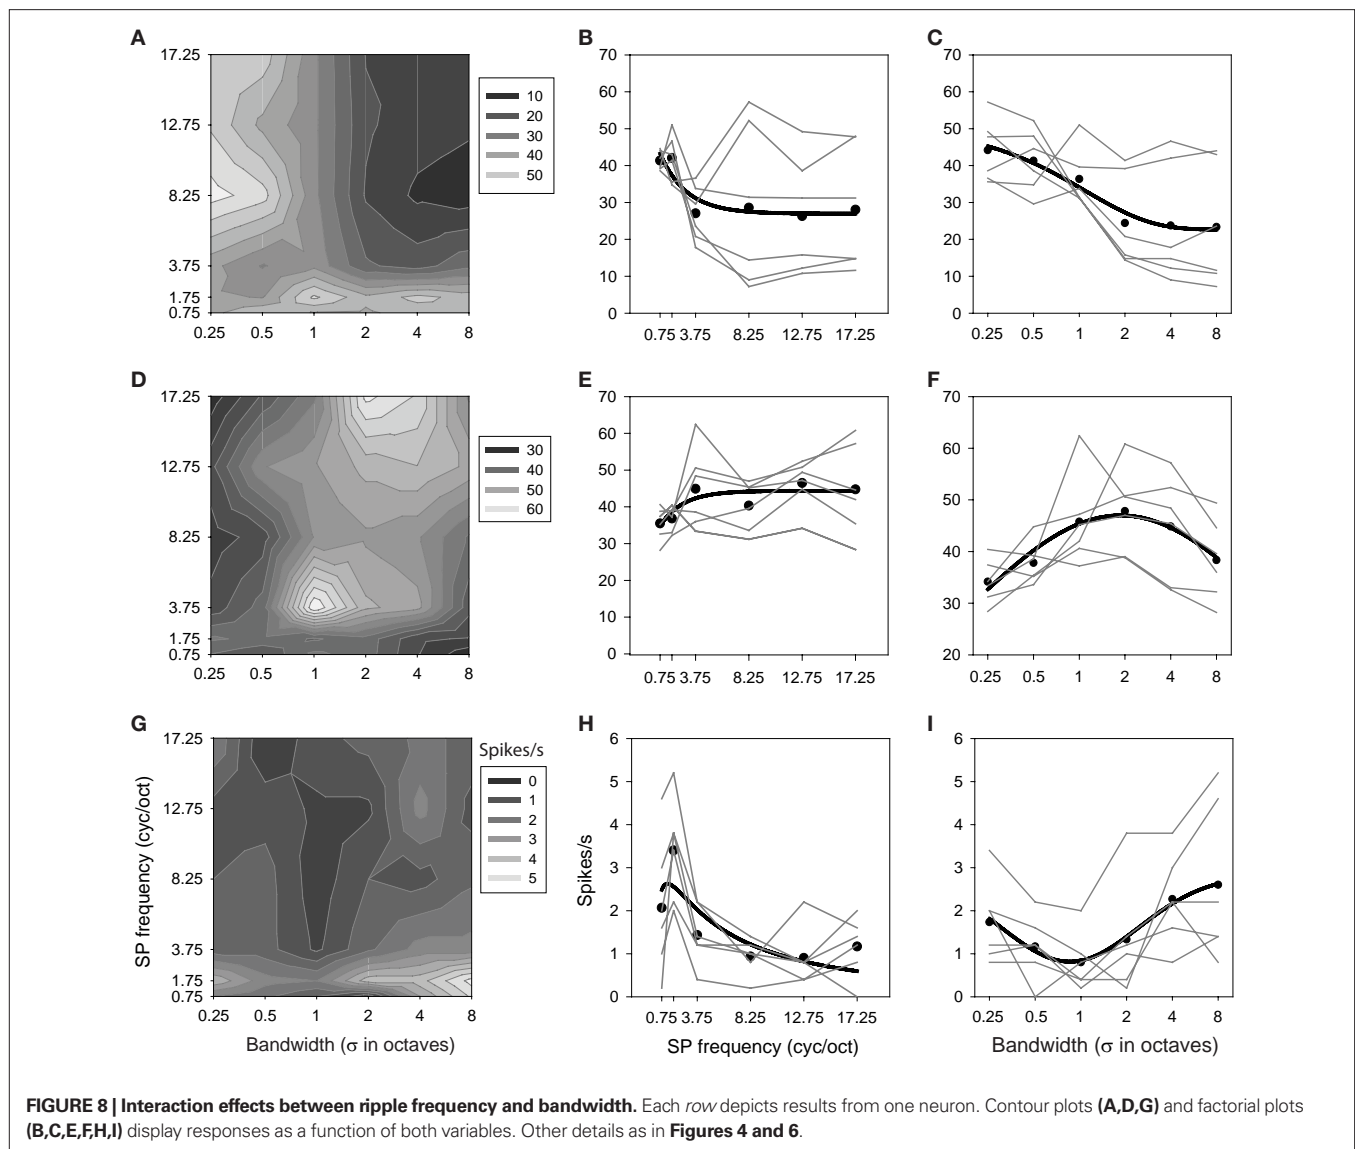 A
17.25
12.75
8.25
3.75
1.75
0.75
0.25 0.5 1 2 4 8
10
20
30
40
50
B
70
60
50
40
30
20
10
0
0.75 3.75 8.25 12.75 17.25
C
70
60
50
40
30
20
10
0
0.25 0.5 1 2 4 8
D
17.25
12.75
8.25
3.75
1.75
0.75
0.25 0.5 1 2 4 8
30
40
50
60
E
70
60
50
40
30
20
10
0
0.75 3.75 8.25 12.75 17.25
F
70
60
50
40
30
20
0.25 0.5 1 2 4 8
G
SP frequency (cyc/oct)
17.25
12.75
8.25
3.75
1.75
0.75
0.25 0.5 1 2 4 8
Bandwidth (σ in octaves)
Spikes/s
0
1
2
3
4
5
H
Spikes/s
6
5
4
3
2
1
0
0.75 3.75 8.25 12.75 17.25
SP frequency (cyc/oct)
I
6
5
4
3
2
1
0
0.25 0.5 1 2 4 8
Bandwidth (σ in octaves)
FIGURE 8 | Interaction effects between ripple frequency and bandwidth. Each row depicts results from one neuron. Contour plots (A,D,G) and factorial plots
(B,C,E,F,H,I) display responses as a function of both variables. Other details as in Figures 4 and 6.